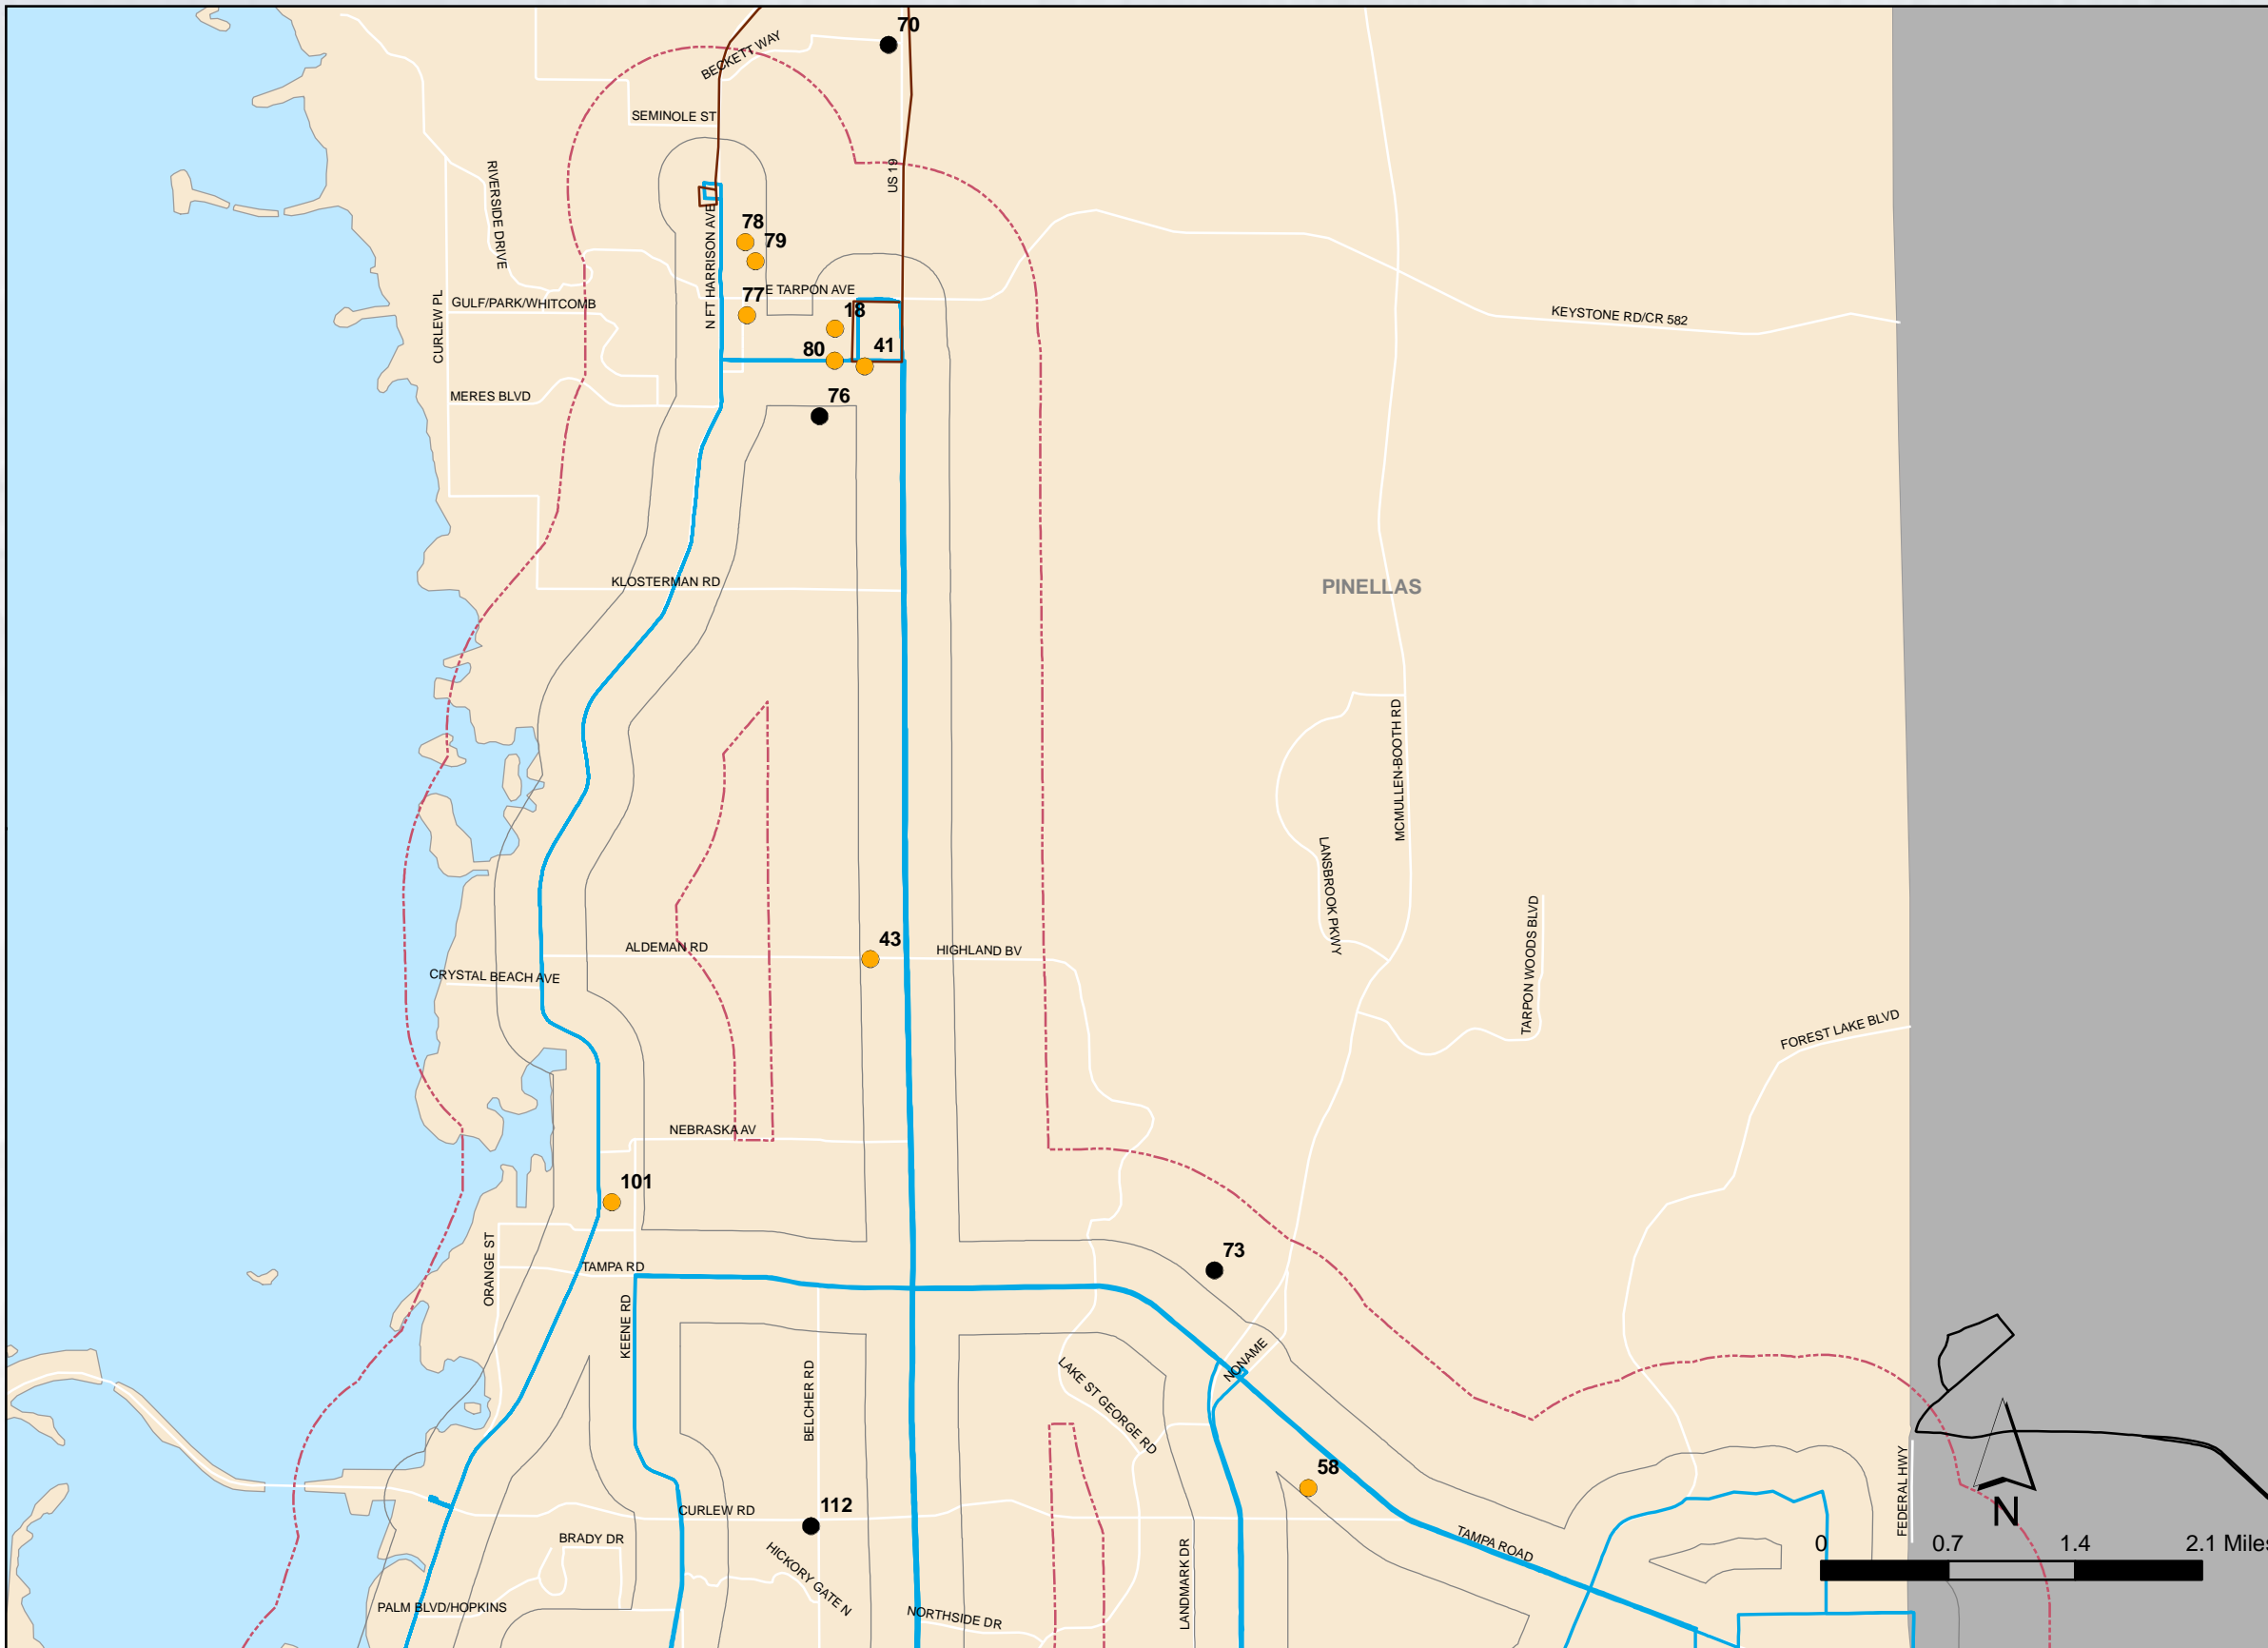 70
BECKETT WAY
SEMINOLE ST
US 19
RIVERSIDE DRIVE
N FT HARRISON AVE
78
79
E TARPON AVE
77
18
GULF/PARK/WHITCOMB
CURLEW PL
KEYSTONE RD/CR 582
80
41
MERES BLVD
76
KLOSTERMAN RD
PINELLAS
MCMULLEN-BOOTH RD
LANSBROOK PKWY
TARPON WOODS BLVD
43
ALDEMAN RD
HIGHLAND BV
CRYSTAL BEACH AVE
FOREST LAKE BLVD
NEBRASKA AV
101
ORANGE ST
TAMPA RD
73
KEENE RD
NONAME
BELCHER RD
LAKE ST GEORGE RD
58
112
CURLEW RD
FEDERAL HWY
N
BRADY DR
HICKORY GATE N
LANDMARK DR
TAMPA ROAD
0 0.7 1.4 2.1 Miles
PALM BLVD/HOPKINS
NORTHSIDE DR